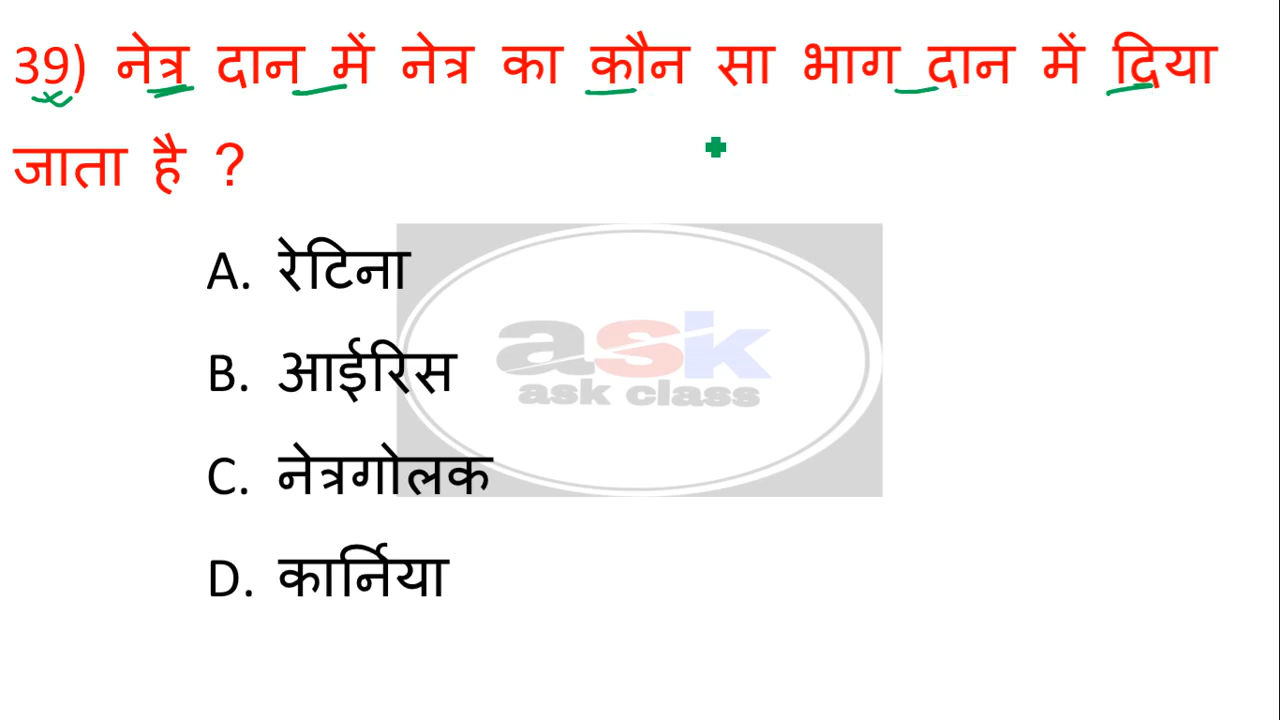 39) नेत्र दान में नेत्र का कौन सा भाग दान में दिया
जाता है ?
A. रेटिना
B. आईरिस
C. नेत्रगोलक
D. कार्निया
ask
ask class